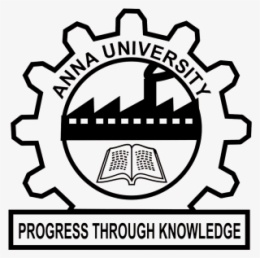 ANNA UNIVERSITY
PROGRESS THROUGH KNOWLEDGE